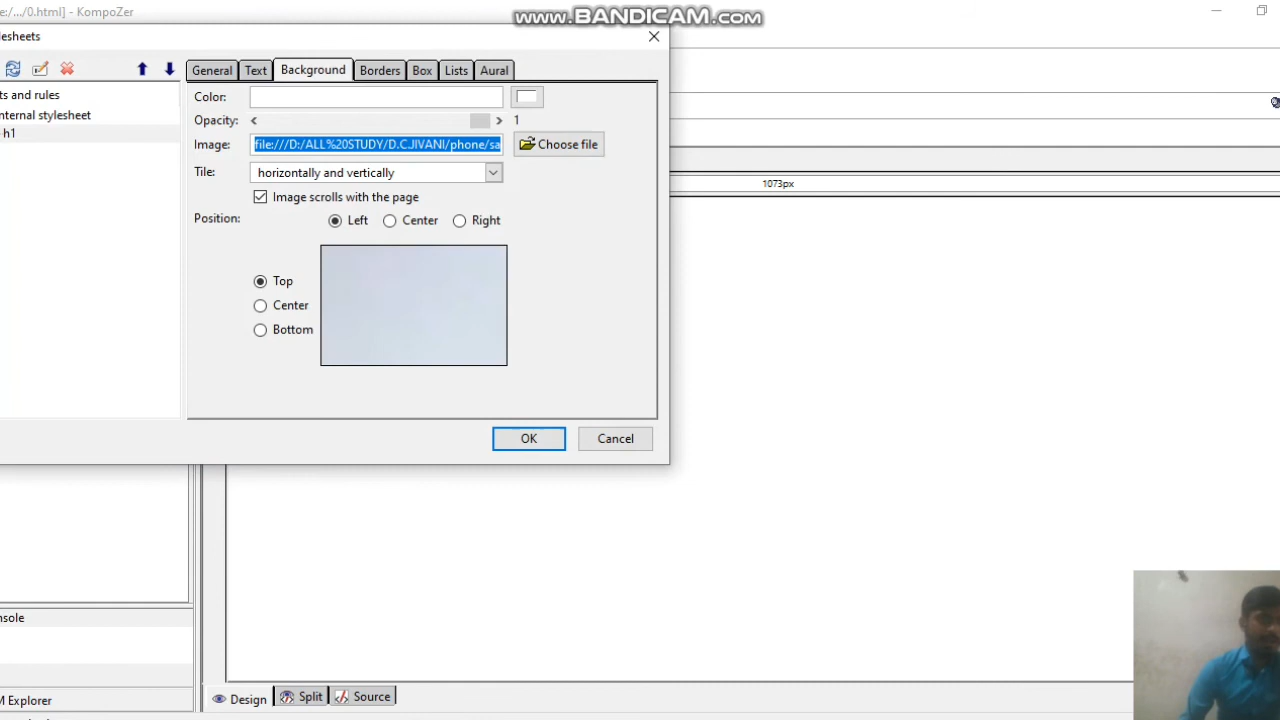 e:/.../0.html] - KompoZer
www.BANDICAM.com
lesheets
General Text Background Borders Box Lists Aural
ts and rules
Color:
nternal stylesheet
Opacity: 1
h1
Image: file:///D:/ALL%20STUDY/D.CJIVANI/phone/sa Choose file
Tile: horizontally and vertically
1073px
Image scrolls with the page
Position: Left Center Right
Top
Center
Bottom
OK Cancel
nsole
M Explorer
Design Split Source